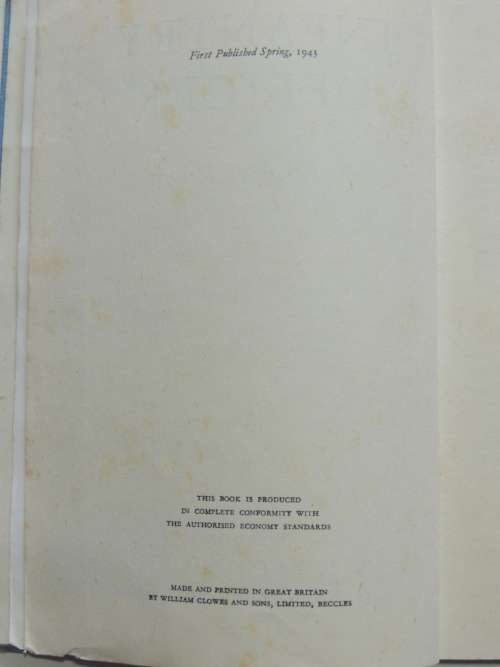 First Published Spring, 1943
THIS BOOK IS PRODUCED
IN COMPLETE CONFORMITY WITH
THE AUTHORISED ECONOMY STANDARDS
MADE AND PRINTED IN GREAT BRITAIN
BY WILLIAM CLOWES AND SONS, LIMITED, BECCLES